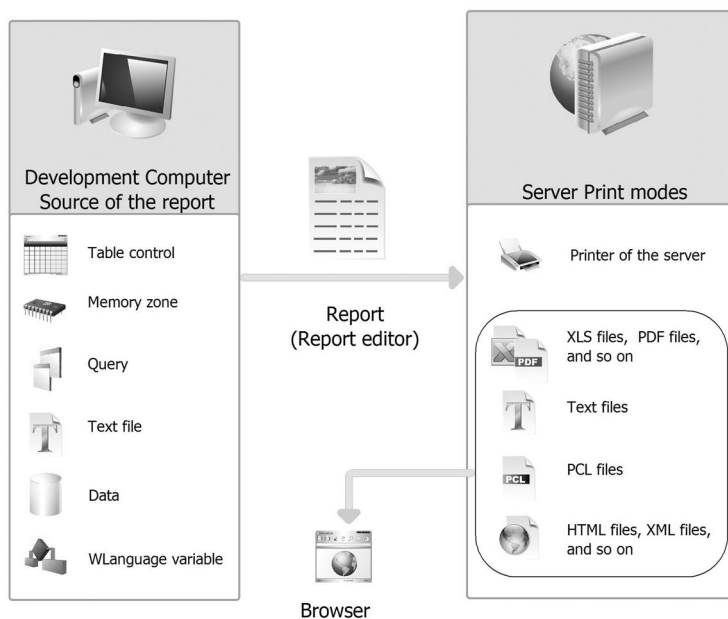 Development Computer
Source of the report
Table control
Memory zone
Query
Text file
Data
WLanguage variable
Report
(Report editor)
Server Print modes
Printer of the server
XLS files,  PDF files,
and so on
PDF
Text files
PCL files
PCL
HTML files, XML files,
and so on
Browser